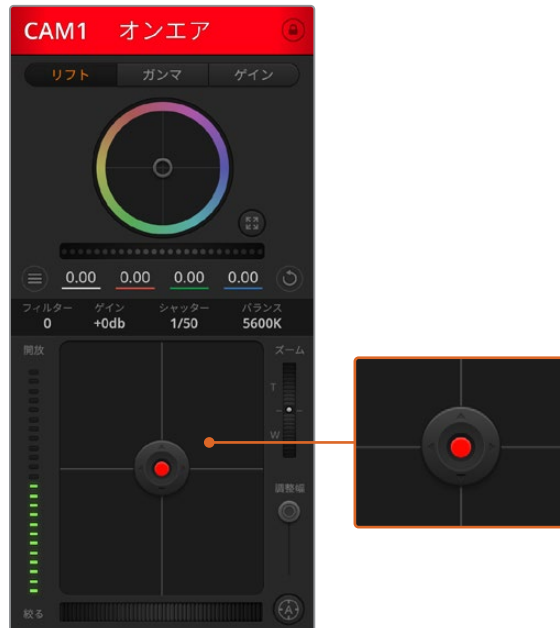 CAM1 オンエア
リフト ガンマ ゲイン
0.00 0.00 0.00 0.00
フィルター ゲイン シャッター バランス
0 +0db 1/50 5600K
開放 ズーム
T
W
調整幅
絞る A